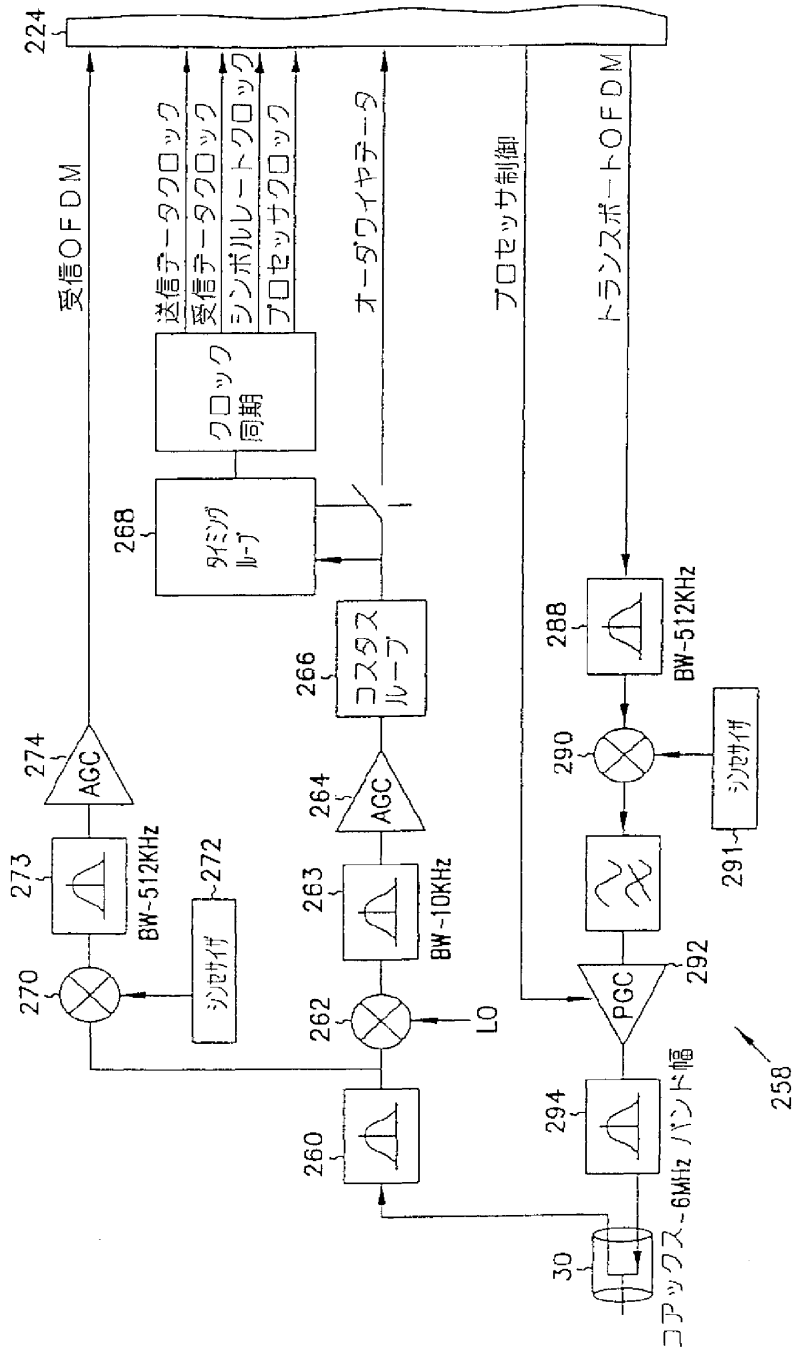 224
受信OFDM
送信データクロック
受信データクロック
シンボルレートクロック
プロセッサクロック
オーダワイヤデータ
プロセッサ制御
トランスポートOFDM
クロック
同期
268
タイミング
ループ
274
AGC
273
BW-512KHz
270
272
シンセサイザ
266
コスタス
ループ
264
AGC
263
BW-10KHz
262
LO
260
288
BW-512KHz
290
291
シンセサイザ
292
PGC
294
6MHz バンド幅
30
コアックス
258